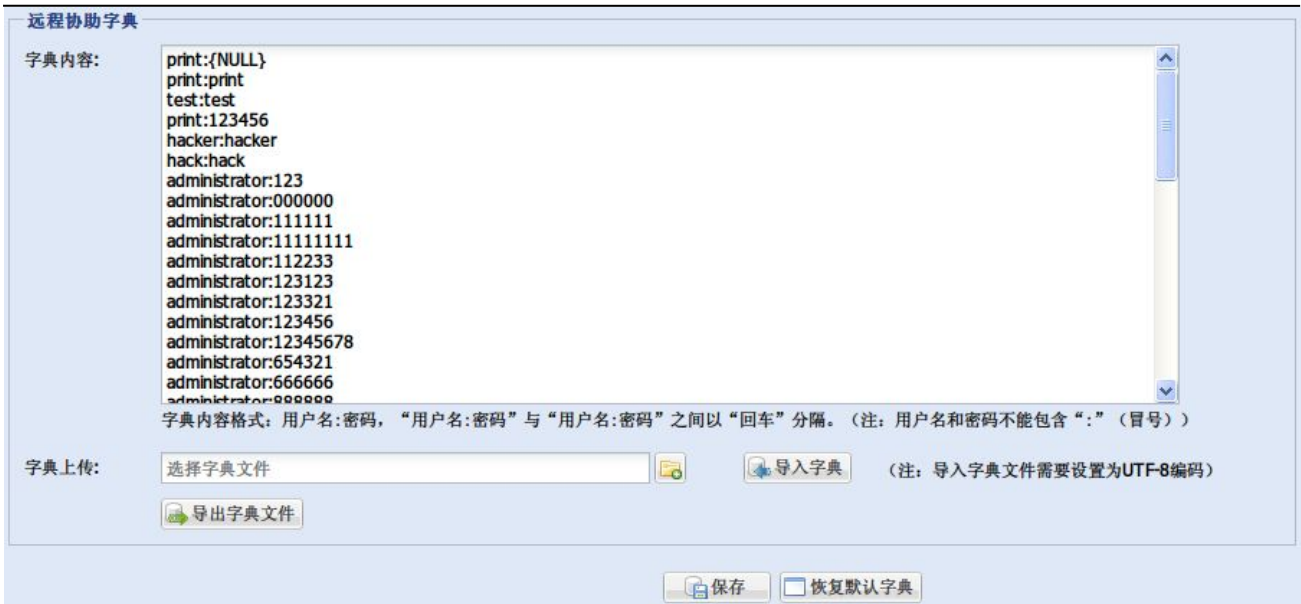 远程协助字典
字典内容:
print:{NULL}
print:print
test:test
print:123456
hacker:hacker
hack:hack
administrator:123
administrator:000000
administrator:111111
administrator:11111111
administrator:112233
administrator:123123
administrator:123321
administrator:123456
administrator:12345678
administrator:654321
administrator:666666
administrator:888888
字典内容格式：用户名:密码，“用户名:密码”与“用户名:密码”之间以“回车”分隔。（注：用户名和密码不能包含“:”（冒号））
字典上传:
选择字典文件
导入字典
（注：导入字典文件需要设置为UTF-8编码）
导出字典文件
保存
恢复默认字典